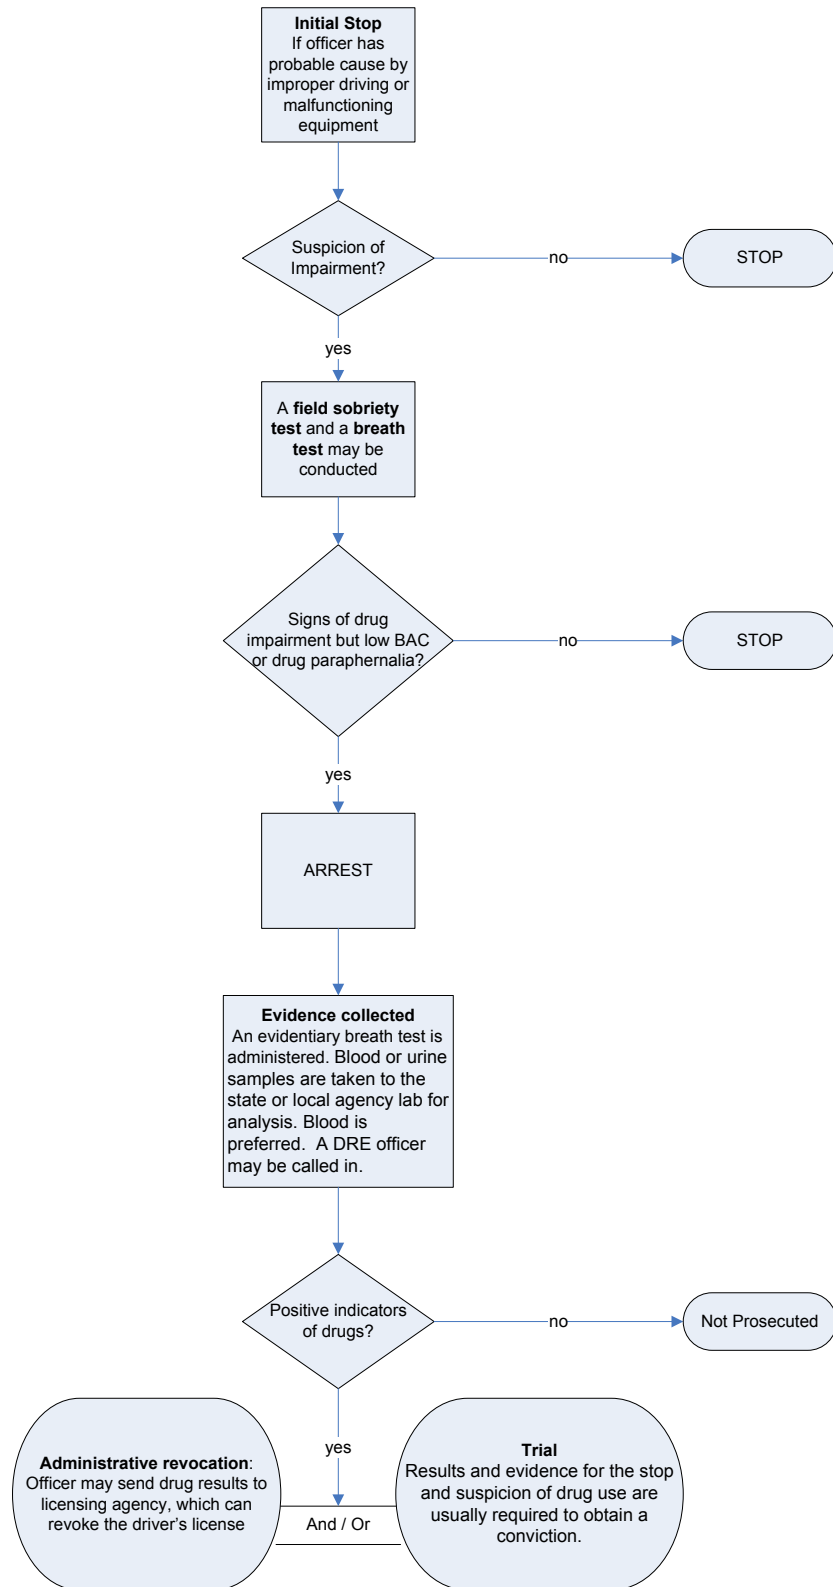 Initial Stop
If officer has
probable cause by
improper driving or
malfunctioning
equipment
Suspicion of
Impairment?
no
STOP
yes
A field sobriety
test and a breath
test may be
conducted
Signs of drug
impairment but low BAC
or drug paraphernalia?
no
STOP
yes
ARREST
Evidence collected
An evidentiary breath test is
administered. Blood or urine
samples are taken to the
state or local agency lab for
analysis. Blood is
preferred.  A DRE officer
may be called in.
Positive indicators
of drugs?
no
Not Prosecuted
yes
Administrative revocation:
Officer may send drug results to
licensing agency, which can
revoke the driver's license
And / Or
Trial
Results and evidence for the stop
and suspicion of drug use are
usually required to obtain a
conviction.